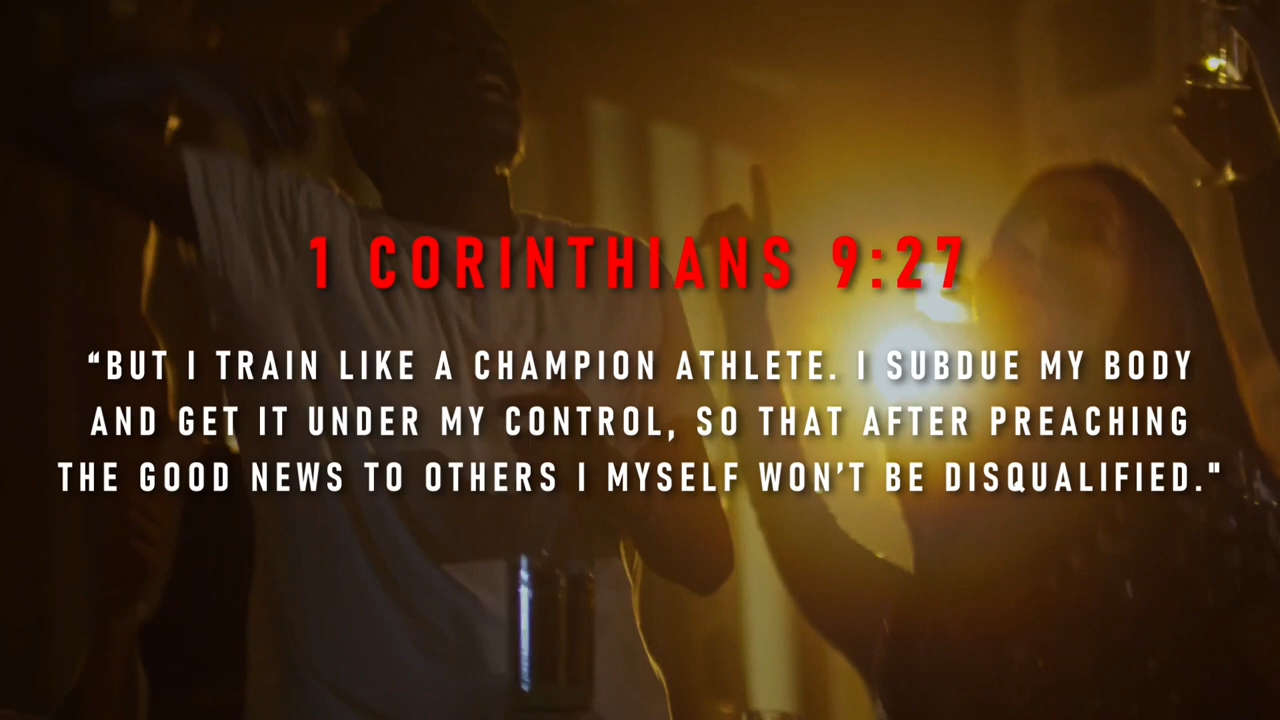 1 CORINTHIANS 9:27
“BUT I TRAIN LIKE A CHAMPION ATHLETE. I SUBDUE MY BODY
AND GET IT UNDER MY CONTROL, SO THAT AFTER PREACHING
THE GOOD NEWS TO OTHERS I MYSELF WON’T BE DISQUALIFIED."